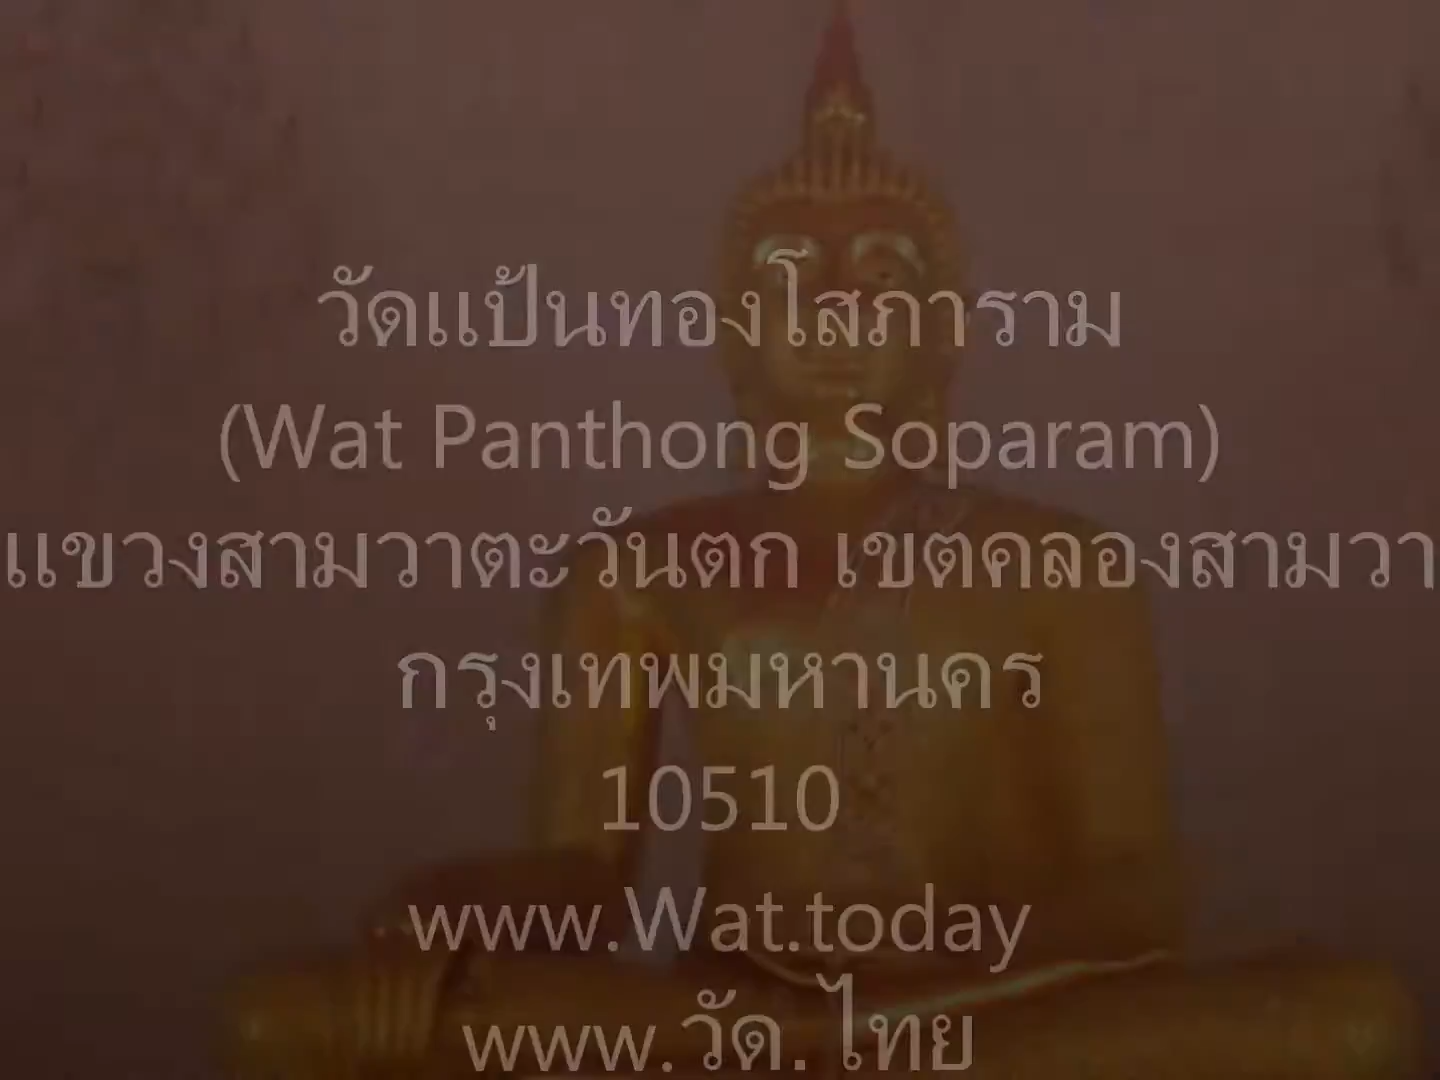 วัดแป้นทองโสภาราม
(Wat Panthong Soparam)
แขวงสามวาตะวันตก เขตคลองสามวา
กรุงเทพมหานคร
10510
www.Wat.today
www.วัด.ไทย